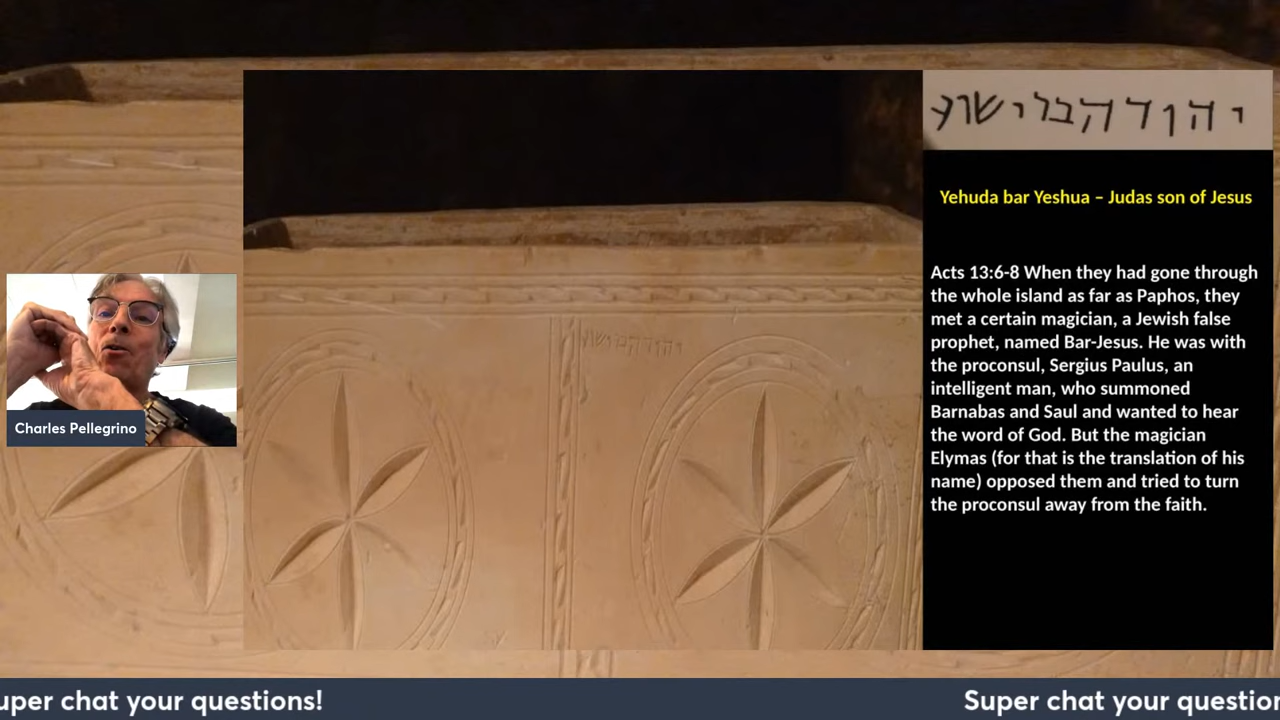 יהודהברישוע
Yehuda bar Yeshua – Judas son of Jesus
Acts 13:6-8 When they had gone through
the whole island as far as Paphos, they
met a certain magician, a Jewish false
prophet, named Bar-Jesus. He was with
the proconsul, Sergius Paulus, an
intelligent man, who summoned
Barnabas and Saul and wanted to hear
the word of God. But the magician
Elymas (for that is the translation of his
name) opposed them and tried to turn
the proconsul away from the faith.
יהודהברישוע
Charles Pellegrino
uper chat your questions!
Super chat your question